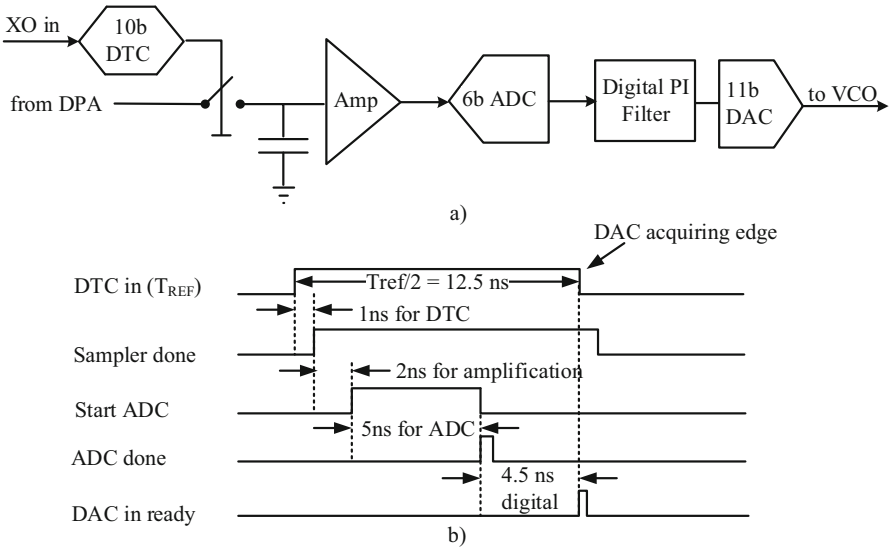 XO in
10b
DTC
from DPA
Amp
6b ADC
Digital PI
Filter
11b
DAC
to VCO
a)
DAC acquiring edge
DTC in (T_REF)
Tref/2 = 12.5 ns
1ns for DTC
Sampler done
2ns for amplification
Start ADC
5ns for ADC
ADC done
4.5 ns
digital
DAC in ready
b)